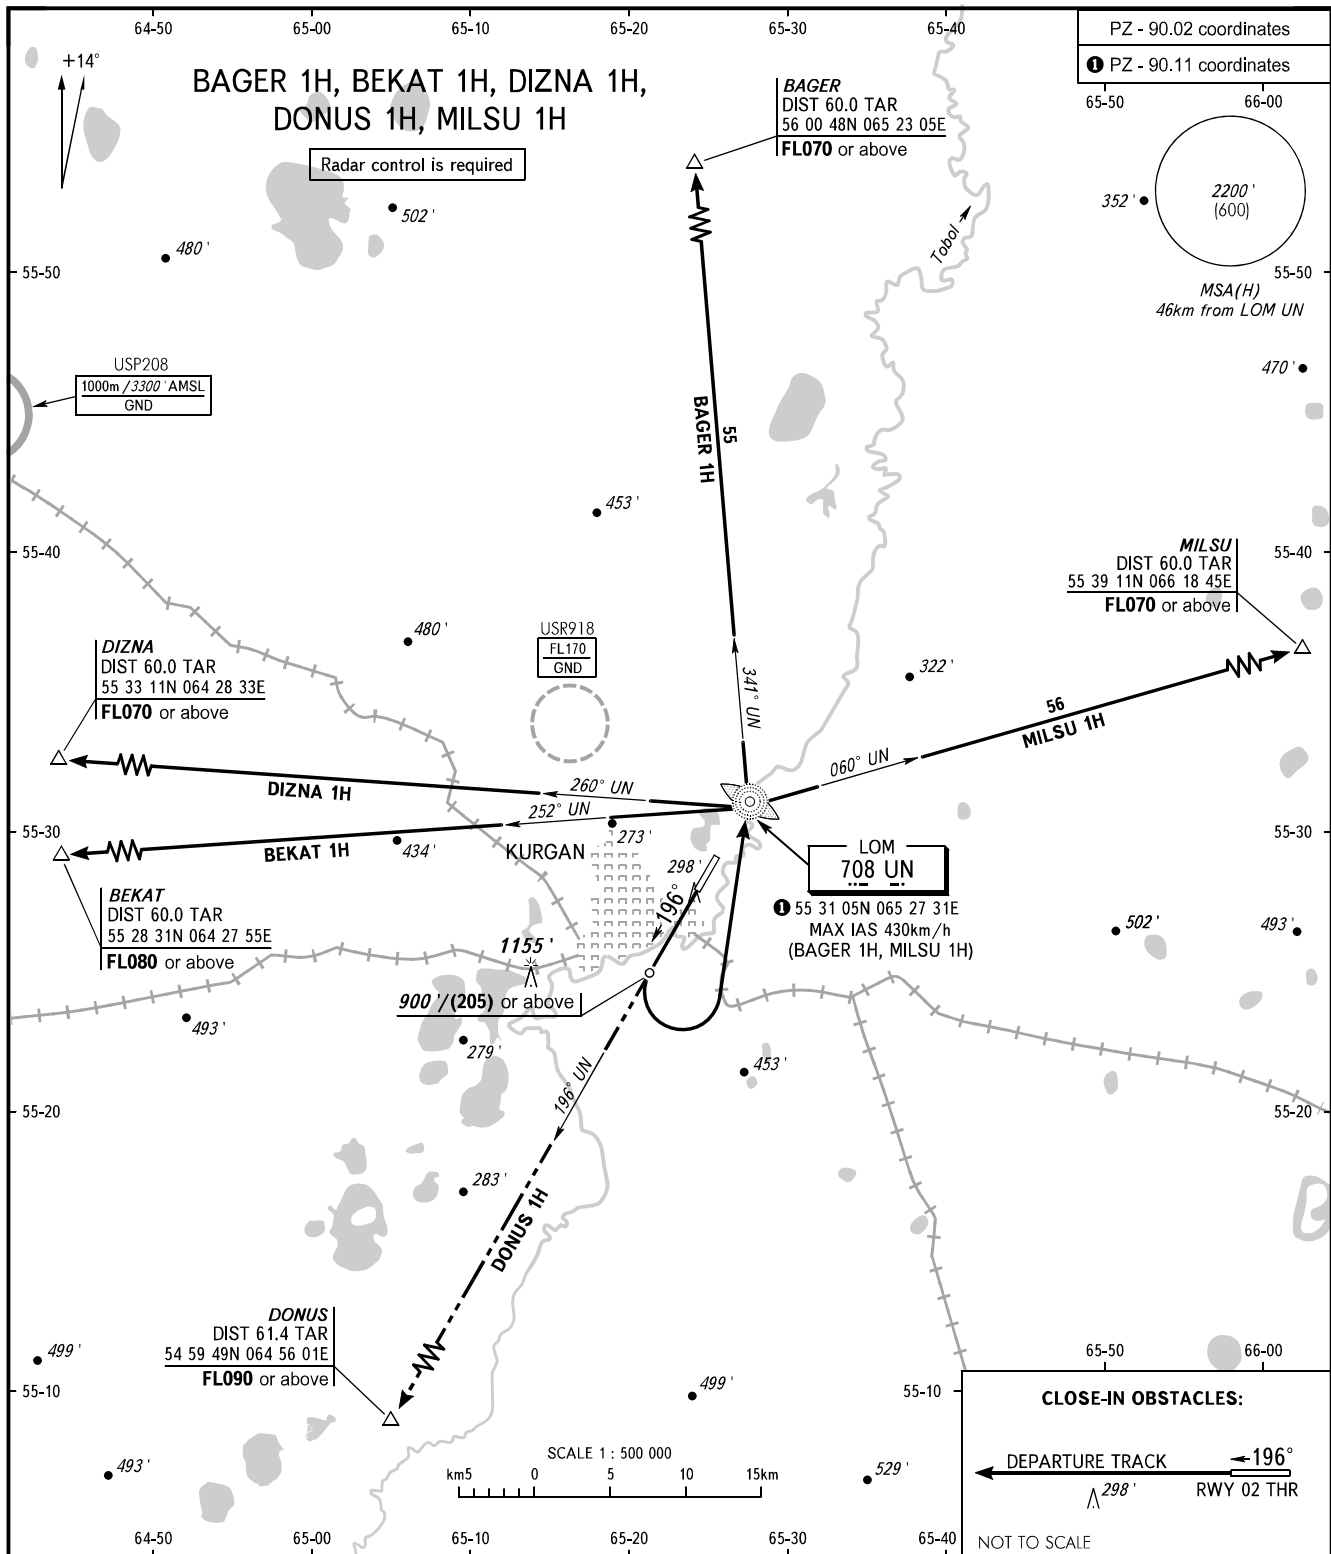 64-50
65-00
65-10
65-20
65-40
PZ - 90.02 coordinates
❶ PZ - 90.11 coordinates
65-50
66-00
+14°
BAGER 1H, BEKAT 1H, DIZNA 1H,
DONUS 1H, MILSU 1H
Radar control is required
BAGER
DIST 60.0 TAR
56 00 48N 065 23 05E
FL070 or above
502'
480'
Tobol
352'
2200'
(600)
MSA(H)
46km from LOM UN
55-50
55-50
USP208
1000m/3300'AMSL
GND
470'
55
BAGER 1H
453'
55-40
55-40
MILSU
DIST 60.0 TAR
55 39 11N 066 18 45E
FL070 or above
480'
USR918
FL170
GND
DIZNA
DIST 60.0 TAR
55 33 11N 064 28 33E
FL070 or above
341° UN
322'
56
MILSU 1H
060° UN
260° UN
DIZNA 1H
252° UN
BEKAT 1H
55-30
55-30
434'
273'
KURGAN
298'
196°
LOM
708 UN
❶ 55 31 05N 065 27 31E
MAX IAS 430km/h
(BAGER 1H, MILSU 1H)
BEKAT
DIST 60.0 TAR
55 28 31N 064 27 55E
FL080 or above
502'
493'
1155'
900'/(205) or above
493'
279'
453'
196° UN
55-20
55-20
283'
DONUS 1H
DONUS
DIST 61.4 TAR
54 59 49N 064 56 01E
FL090 or above
499'
499'
55-10
55-10
65-50
66-00
CLOSE-IN OBSTACLES:
DEPARTURE TRACK
196°
RWY 02 THR
298'
NOT TO SCALE
493'
SCALE 1 : 500 000
km5 0 5 10 15km
529'
64-50
65-00
65-10
65-20
65-30
65-40